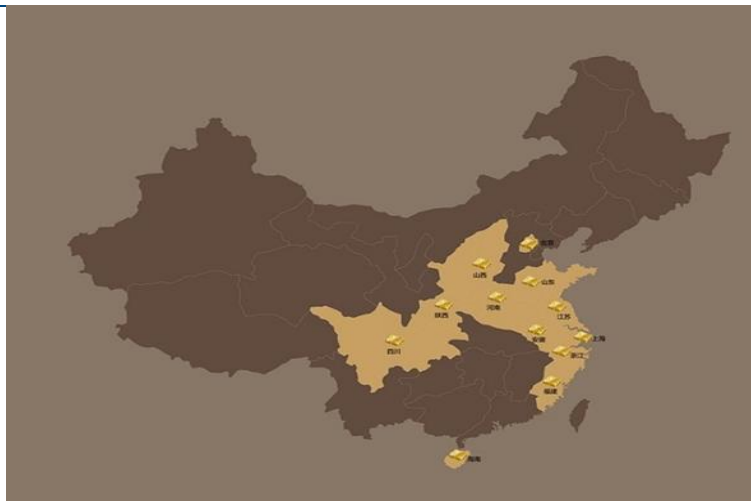 北京
山西
山东
河南
陕西
江苏
安徽
上海
四川
浙江
福建
海南